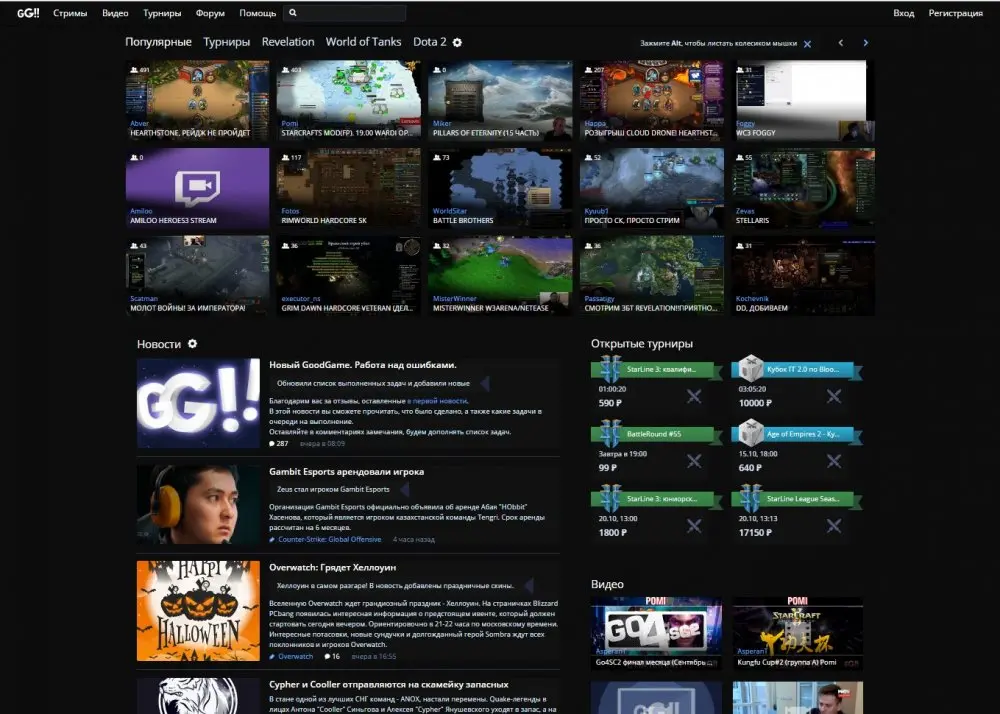 GG!! Стримы Видео Турниры Форум Помощь Вход Регистрация
Популярные Турниры Revelation World of Tanks Dota 2 Зажмите Alt, чтобы листать колесиком мышки
491 403 0 207 31
Abver Pomi Miker Happa Foggy
HEARTHSTONE. РЕЙДЖ НЕ ПРОЙДЕТ STARCRAFTS MOD(FP). 19.00 WARDI OP... PILLARS OF ETERNITY (15 ЧАСТЬ) РОЗЫГРЫШ CLOUD DRONE! HEARTHST... WC3 FOGGY
0 117 73 52 55
Amiloo Fotos WorldSiter Kyuub1 Zevas
AMILOO HEROES3 STREAM RIMWORLD HARDCORE SK BATTLE BROTHERS ПРОСТО СК, ПРОСТО СТРИМ STELLARIS
43 36 32 36 31
Scatman executor_ns MisterWinner Passatigy Kochevnik
МОЛОТ ВОЙНЫ! ЗА ИМПЕРАТОРА! GRIM DAWN HARDCORE VETERAN (ДЕЛ... MISTERWINNER W3ARENA/NETEASE СМОТРИМ ЗБТ REVELATION!ПРИЯТНО... DD, ДОБИВАЕМ
Новости
GG!!
Новый GoodGame. Работа над ошибками.
Обновили список выполненных задач и добавили новые
Благодарим вас за отзывы, оставленные в первой новости.
В этой новости вы сможете прочитать, что было сделано, а также какие задачи в
очереди на выполнение.
Оставляйте в комментариях замечания, будем дополнять список задач.
287 вчера в 08:09
Gambit Esports арендовали игрока
Zeus стал игроком Gambit Esports
Организация Gambit Esports официально объявила об аренде Абая "HObbit"
Хасенова, который является игроком казахстанской команды Tengri. Срок аренды
рассчитан на 6 месяцев.
Counter-Strike: Global Offensive 4 часа назад
HAPPY
HALLOWEEN
Overwatch: Грядет Хеллоуин
Хеллоуин в самом разгаре! В новость добавлены праздничные скины.
Вселенную Overwatch ждет грандиозный праздник - Хеллоуин. На страничках Blizzard
PCbang появилась интересная информация о предстоящем ивенте, который должен
стартовать сегодня вечером. Ориентировочно в 21-22 часа по московскому времени.
Интересные потасовки, новые сундучки и долгожданный герой Sombra ждут всех
поклонников и игроков Overwatch.
Overwatch 16 вчера в 16:55
Cypher и Cooller отправляются на скамейку запасных
В стане одной из лучших СНГ команд - ANOX, настали перемены. Quake-легенды в
лицах Антона "Cooller" Синьгова и Алексея "Cypher" Янушевского уходят в запас, а на
Открытые турниры
StarLine 3: квалифи... Кубок ГГ 2.0 по Bloo...
01:00:20 03:05:20
590 ₽ 10000 ₽
BattleRound #55 Age of Empires 2 - Ку...
Завтра в 19:00 15.10, 18:00
99 ₽ 640 ₽
StarLine 3: юниорск... StarLine League Seas...
20.10, 13:00 20.10, 13:13
1800 ₽ 17150 ₽
Видео
POMI POMI
GO4SC2 STARCRAFT
Asperant Asperant
Go4SC2 финал месяца (Сентябрь... Kungfu Cup#2 (группа A) Pomi